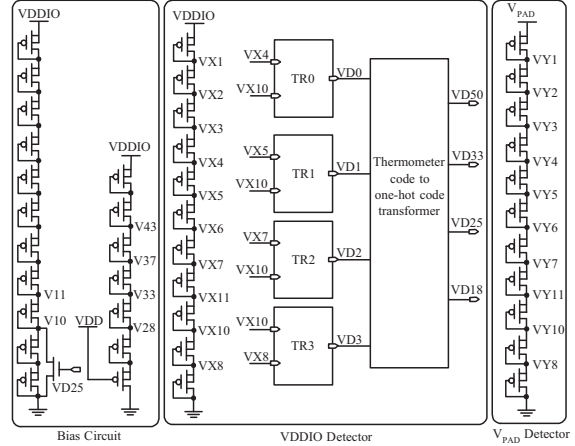 VDDIO
VDDIO
V43
V37
V11
V33
V10
VDD
V28
VD25
Bias Circuit
VDDIO
VX1
VX2
VX3
VX4
VX5
VX6
VX7
VX11
VX10
VX8
VX4
VX10
TR0
VD0
VX5
VX10
TR1
VD1
VX7
VX10
TR2
VD2
VX10
VX8
TR3
VD3
Thermometer
code to
one-hot code
transformer
VD50
VD33
VD25
VD18
VDDIO Detector
VPAD
VY1
VY2
VY3
VY4
VY5
VY6
VY7
VY11
VY10
VY8
VPAD Detector